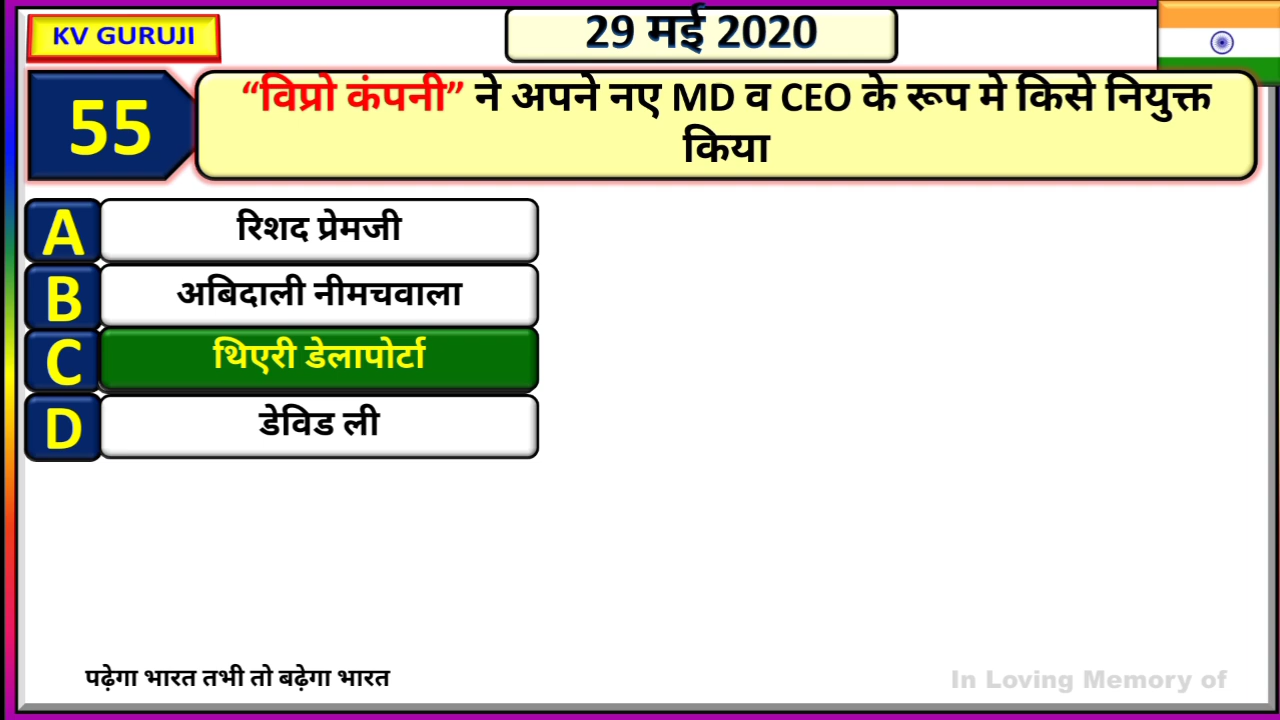 KV GURUJI
29 मई 2020
55
“विप्रो कंपनी” ने अपने नए MD व CEO के रूप मे किसे नियुक्त
किया
A
रिशद प्रेमजी
B
अबिदाली नीमचवाला
C
थिएरी डेलापोर्टा
D
डेविड ली
पढ़ेगा भारत तभी तो बढ़ेगा भारत
In Loving Memory of